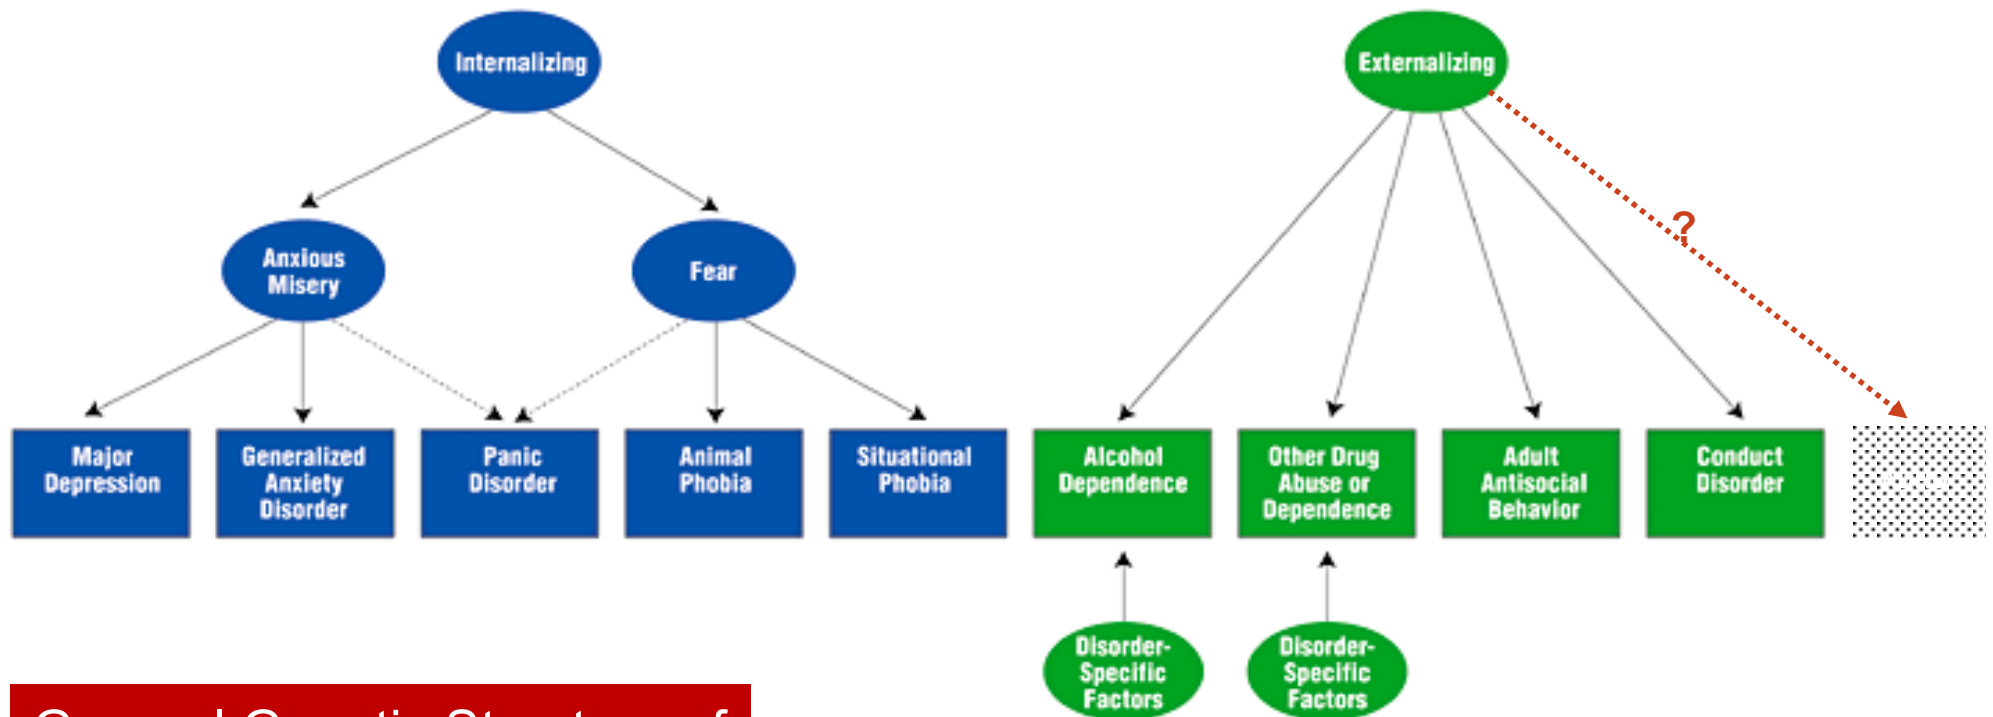 Internalizing
Externalizing
?
Anxious
Misery
Fear
Major
Depression
Generalized
Anxiety
Disorder
Panic
Disorder
Animal
Phobia
Situational
Phobia
Alcohol
Dependence
Other Drug
Abuse or
Dependence
Adult
Antisocial
Behavior
Conduct
Disorder
Disorder-
Specific
Factors
Disorder-
Specific
Factors